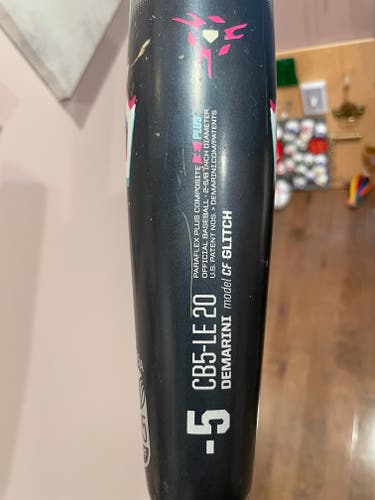 PARAFLEX PLUS COMPOSITE PLUS
OFFICIAL BASEBALL - 2-5/8 INCH DIAMETER
U.S. PATENT NOS. > DEMARINI.COM/PATENTS
CB5-LE 20
DEMARINI model CF GLITCH
-5